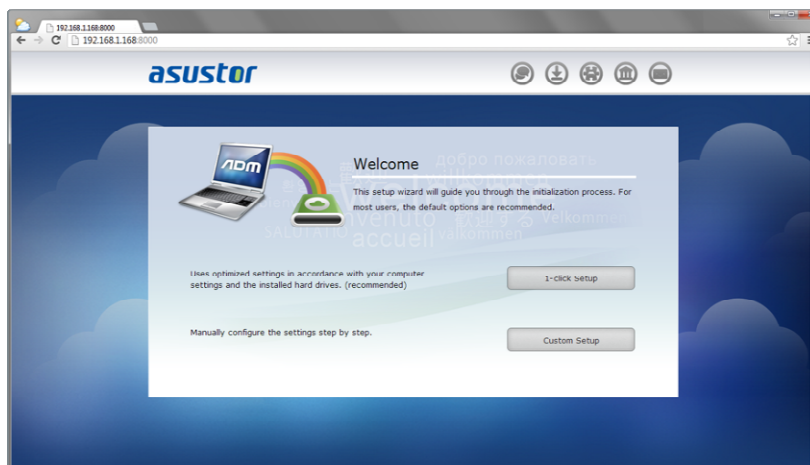 192.168.1.168:8000
192.168.1.168:8000
asustor
ADM
Welcome
добро пожаловать
This setup wizard will guide you through the initialization process. For
most users, the default options are recommended.
Velkommen
SALUTATIO
accueil
valkommen
Uses optimized settings in accordance with your computer
settings and the installed hard drives. (recommended)
1-click Setup
Manually configure the settings step by step.
Custom Setup